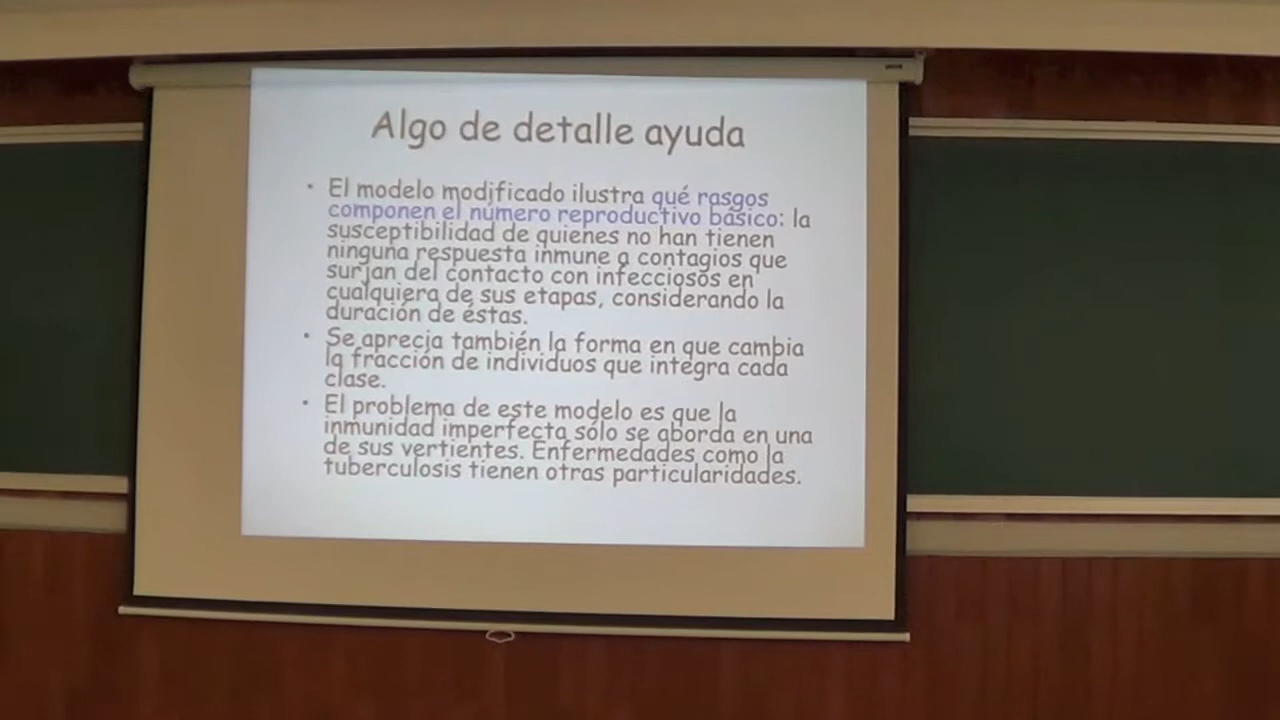 Algo de detalle ayuda
• El modelo modificado ilustra qué rasgos
componen el número reproductivo básico: la
susceptibilidad de quienes no han tienen
ninguna respuesta inmune a contagios que
surjan del contacto con infecciosos en
cualquiera de sus etapas, considerando la
duración de éstas.
• Se aprecia también la forma en que cambia
la fracción de individuos que integra cada
clase.
• El problema de este modelo es que la
inmunidad imperfecta sólo se aborda en una
de sus vertientes. Enfermedades como la
tuberculosis tienen otras particularidades.